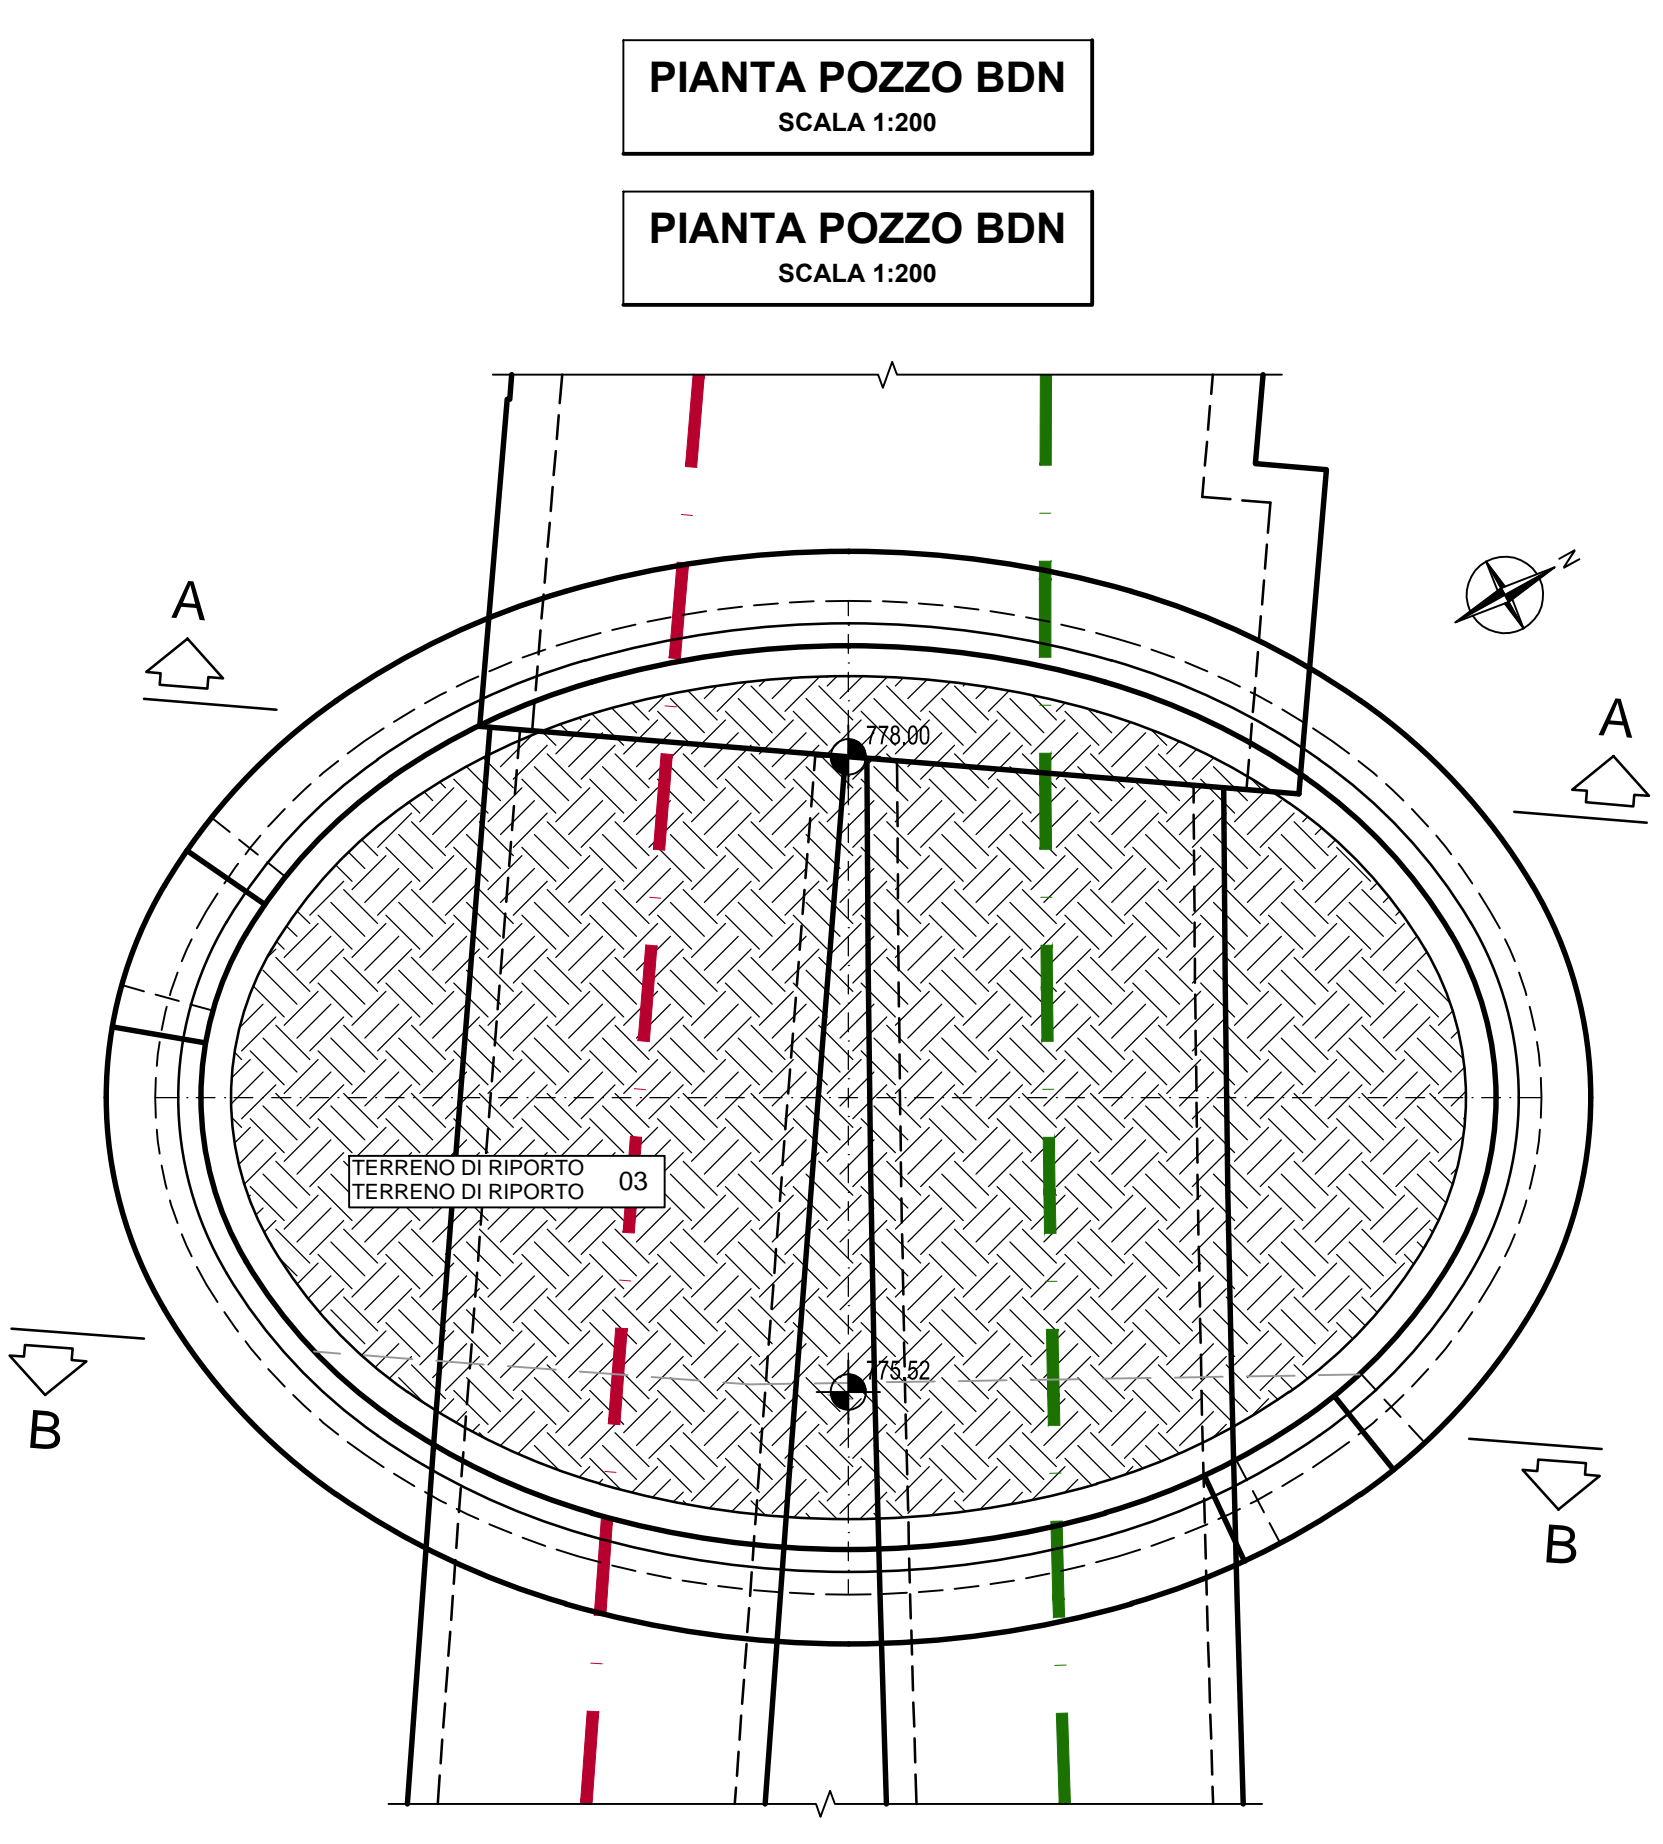 PIANTA POZZO BDN
SCALA 1:200
PIANTA POZZO BDN
SCALA 1:200
N
A
A
778.00
TERRENO DI RIPORTO
TERRENO DI RIPORTO
03
775.52
B
B